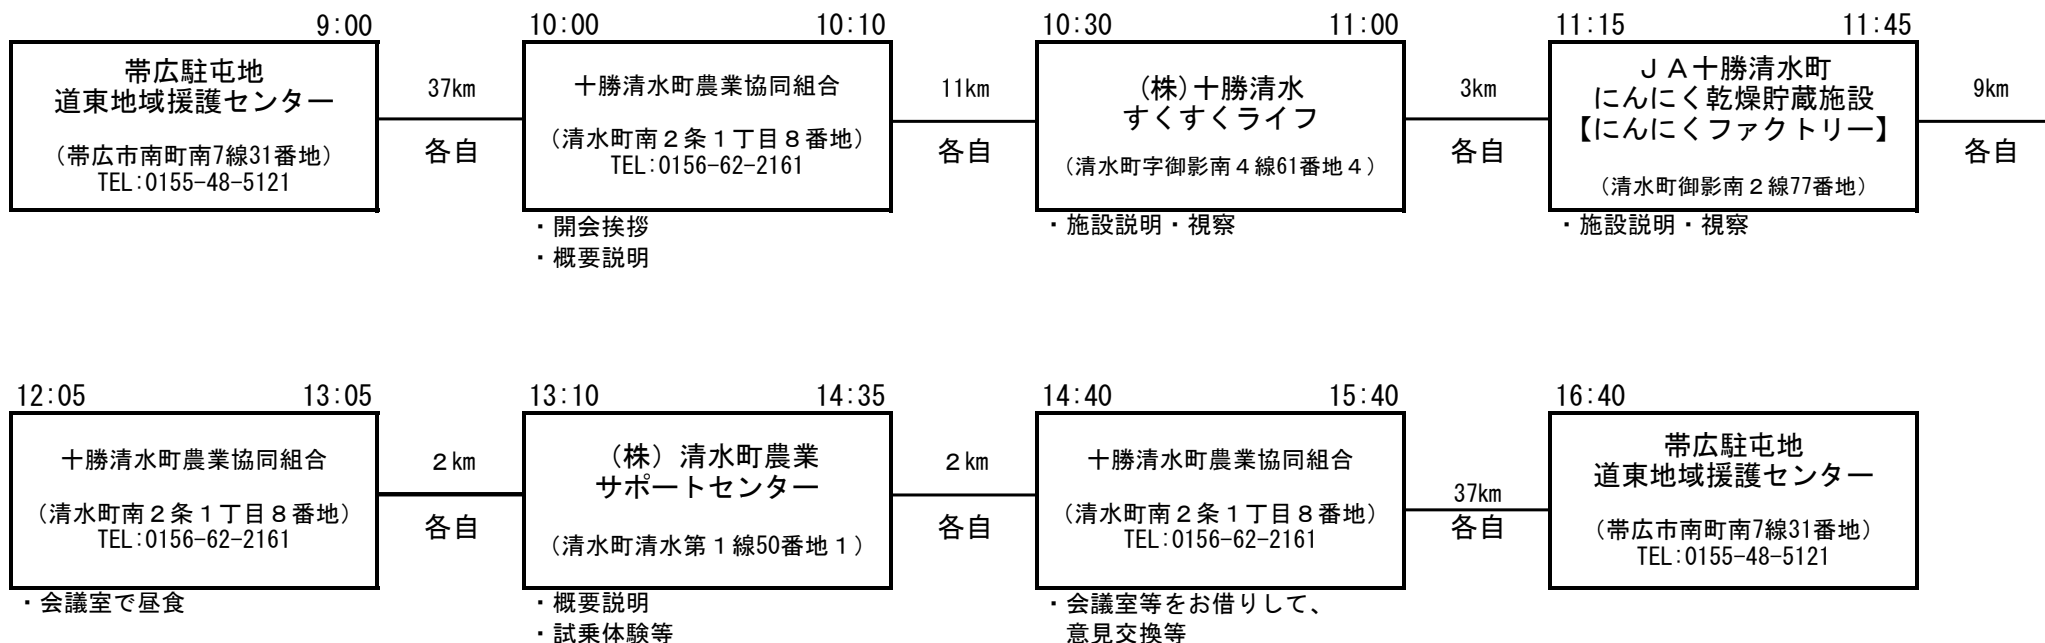 9:00
帯広駐屯地
道東地域援護センター
（帯広市南町南7線31番地）
TEL:0155-48-5121
37km
各自
10:00 10:10
十勝清水町農業協同組合
（清水町南２条１丁目８番地）
TEL:0156-62-2161
・開会挨拶
・概要説明
11km
各自
10:30 11:00
(株)十勝清水
すくすくライフ
（清水町字御影南４線61番地４）
・施設説明・視察
3km
各自
11:15 11:45
ＪＡ十勝清水町
にんにく乾燥貯蔵施設
【にんにくファクトリー】
（清水町御影南２線77番地）
・施設説明・視察
9km
各自
12:05 13:05
十勝清水町農業協同組合
（清水町南２条１丁目８番地）
TEL:0156-62-2161
・会議室で昼食
２km
各自
13:10 14:35
（株）清水町農業
サポートセンター
（清水町清水第１線50番地１）
・概要説明
・試乗体験等
２km
各自
14:40 15:40
十勝清水町農業協同組合
（清水町南２条１丁目８番地）
TEL:0156-62-2161
・会議室等をお借りして、
意見交換等
37km
各自
16:40
帯広駐屯地
道東地域援護センター
（帯広市南町南7線31番地）
TEL:0155-48-5121